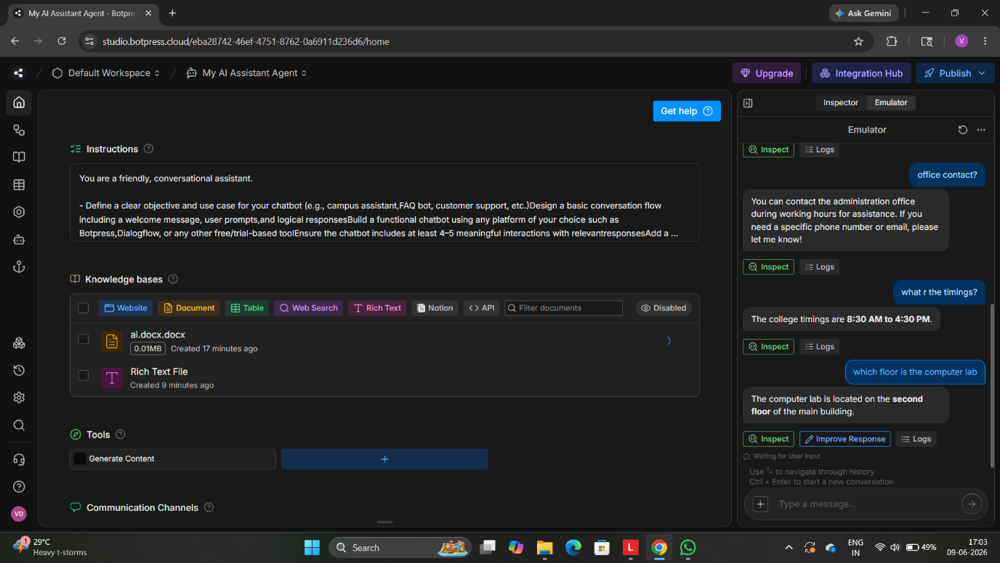 My AI Assistant Agent - Botpres
Ask Gemini
studio.botpress.cloud/eba28742-46ef-4751-8762-0a6911d236d6/home
V
Default Workspace
My AI Assistant Agent
Upgrade
Integration Hub
Publish
Get help
Inspector
Emulator
Emulator
Instructions
You are a friendly, conversational assistant.
- Define a clear objective and use case for your chatbot (e.g., campus assistant,FAQ bot, customer support, etc.)Design a basic conversation flow
including a welcome message, user prompts,and logical responsesBuild a functional chatbot using any platform of your choice such as
Botpress,Dialogflow, or any other free/trial-based toolEnsure the chatbot includes at least 4–5 meaningful interactions with relevantresponsesAdd a ...
Knowledge bases
Website
Document
Table
Web Search
Rich Text
Notion
API
Filter documents
Disabled
ai.docx.docx
0.01MB
Created 17 minutes ago
T
Rich Text File
Created 9 minutes ago
Tools
Generate Content
+
Communication Channels
Inspect
Logs
office contact?
You can contact the administration office
during working hours for assistance. If you
need a specific phone number or email, please
let me know!
Inspect
Logs
what r the timings?
The college timings are 8:30 AM to 4:30 PM.
Inspect
Logs
which floor is the computer lab
The computer lab is located on the second
floor of the main building.
Inspect
Improve Response
Logs
Waiting for User Input
Use ↑↓ to navigate through history
Ctrl + Enter to start a new conversation
Type a message...
VD
1
29°C
Heavy t-storms
Search
L
ENG
IN
49%
17:03
09-06-2026